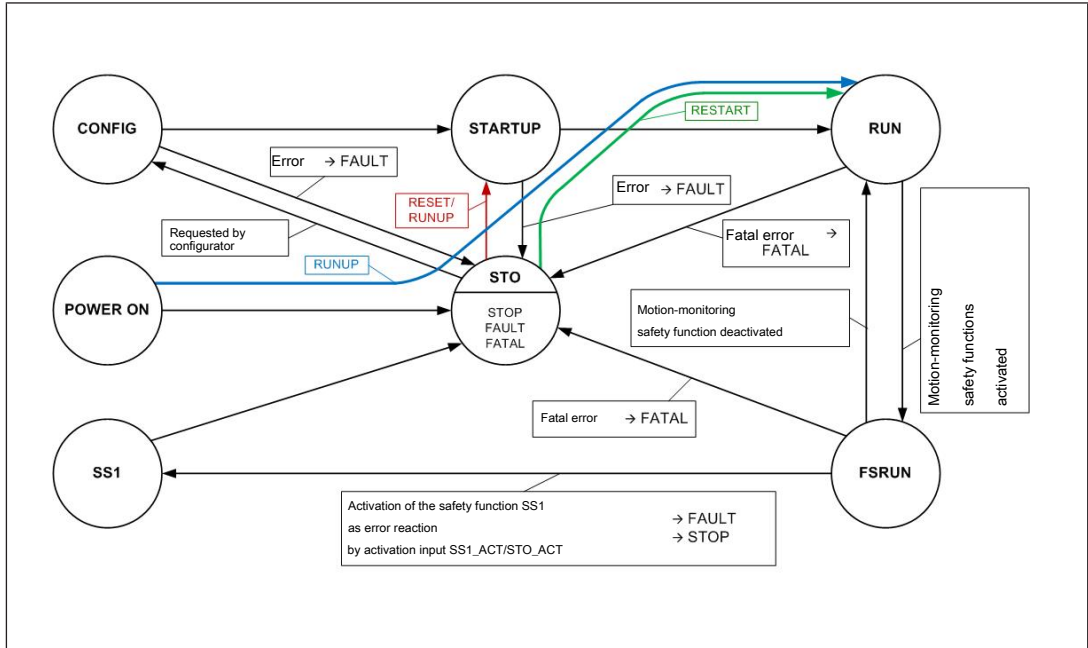 CONFIG
STARTUP
RUN
RESTART
Error → FAULT
Error → FAULT
RESET/
RUNUP
Requested by
configurator
Fatal error →
FATAL
RUNUP
STO
STOP
FAULT
FATAL
POWER ON
Motion-monitoring
safety function deactivated
Motion-monitoring
safety functions
activated
Fatal error → FATAL
SS1
FSRUN
Activation of the safety function SS1
as error reaction → FAULT
→ STOP
by activation input SS1_ACT/STO_ACT